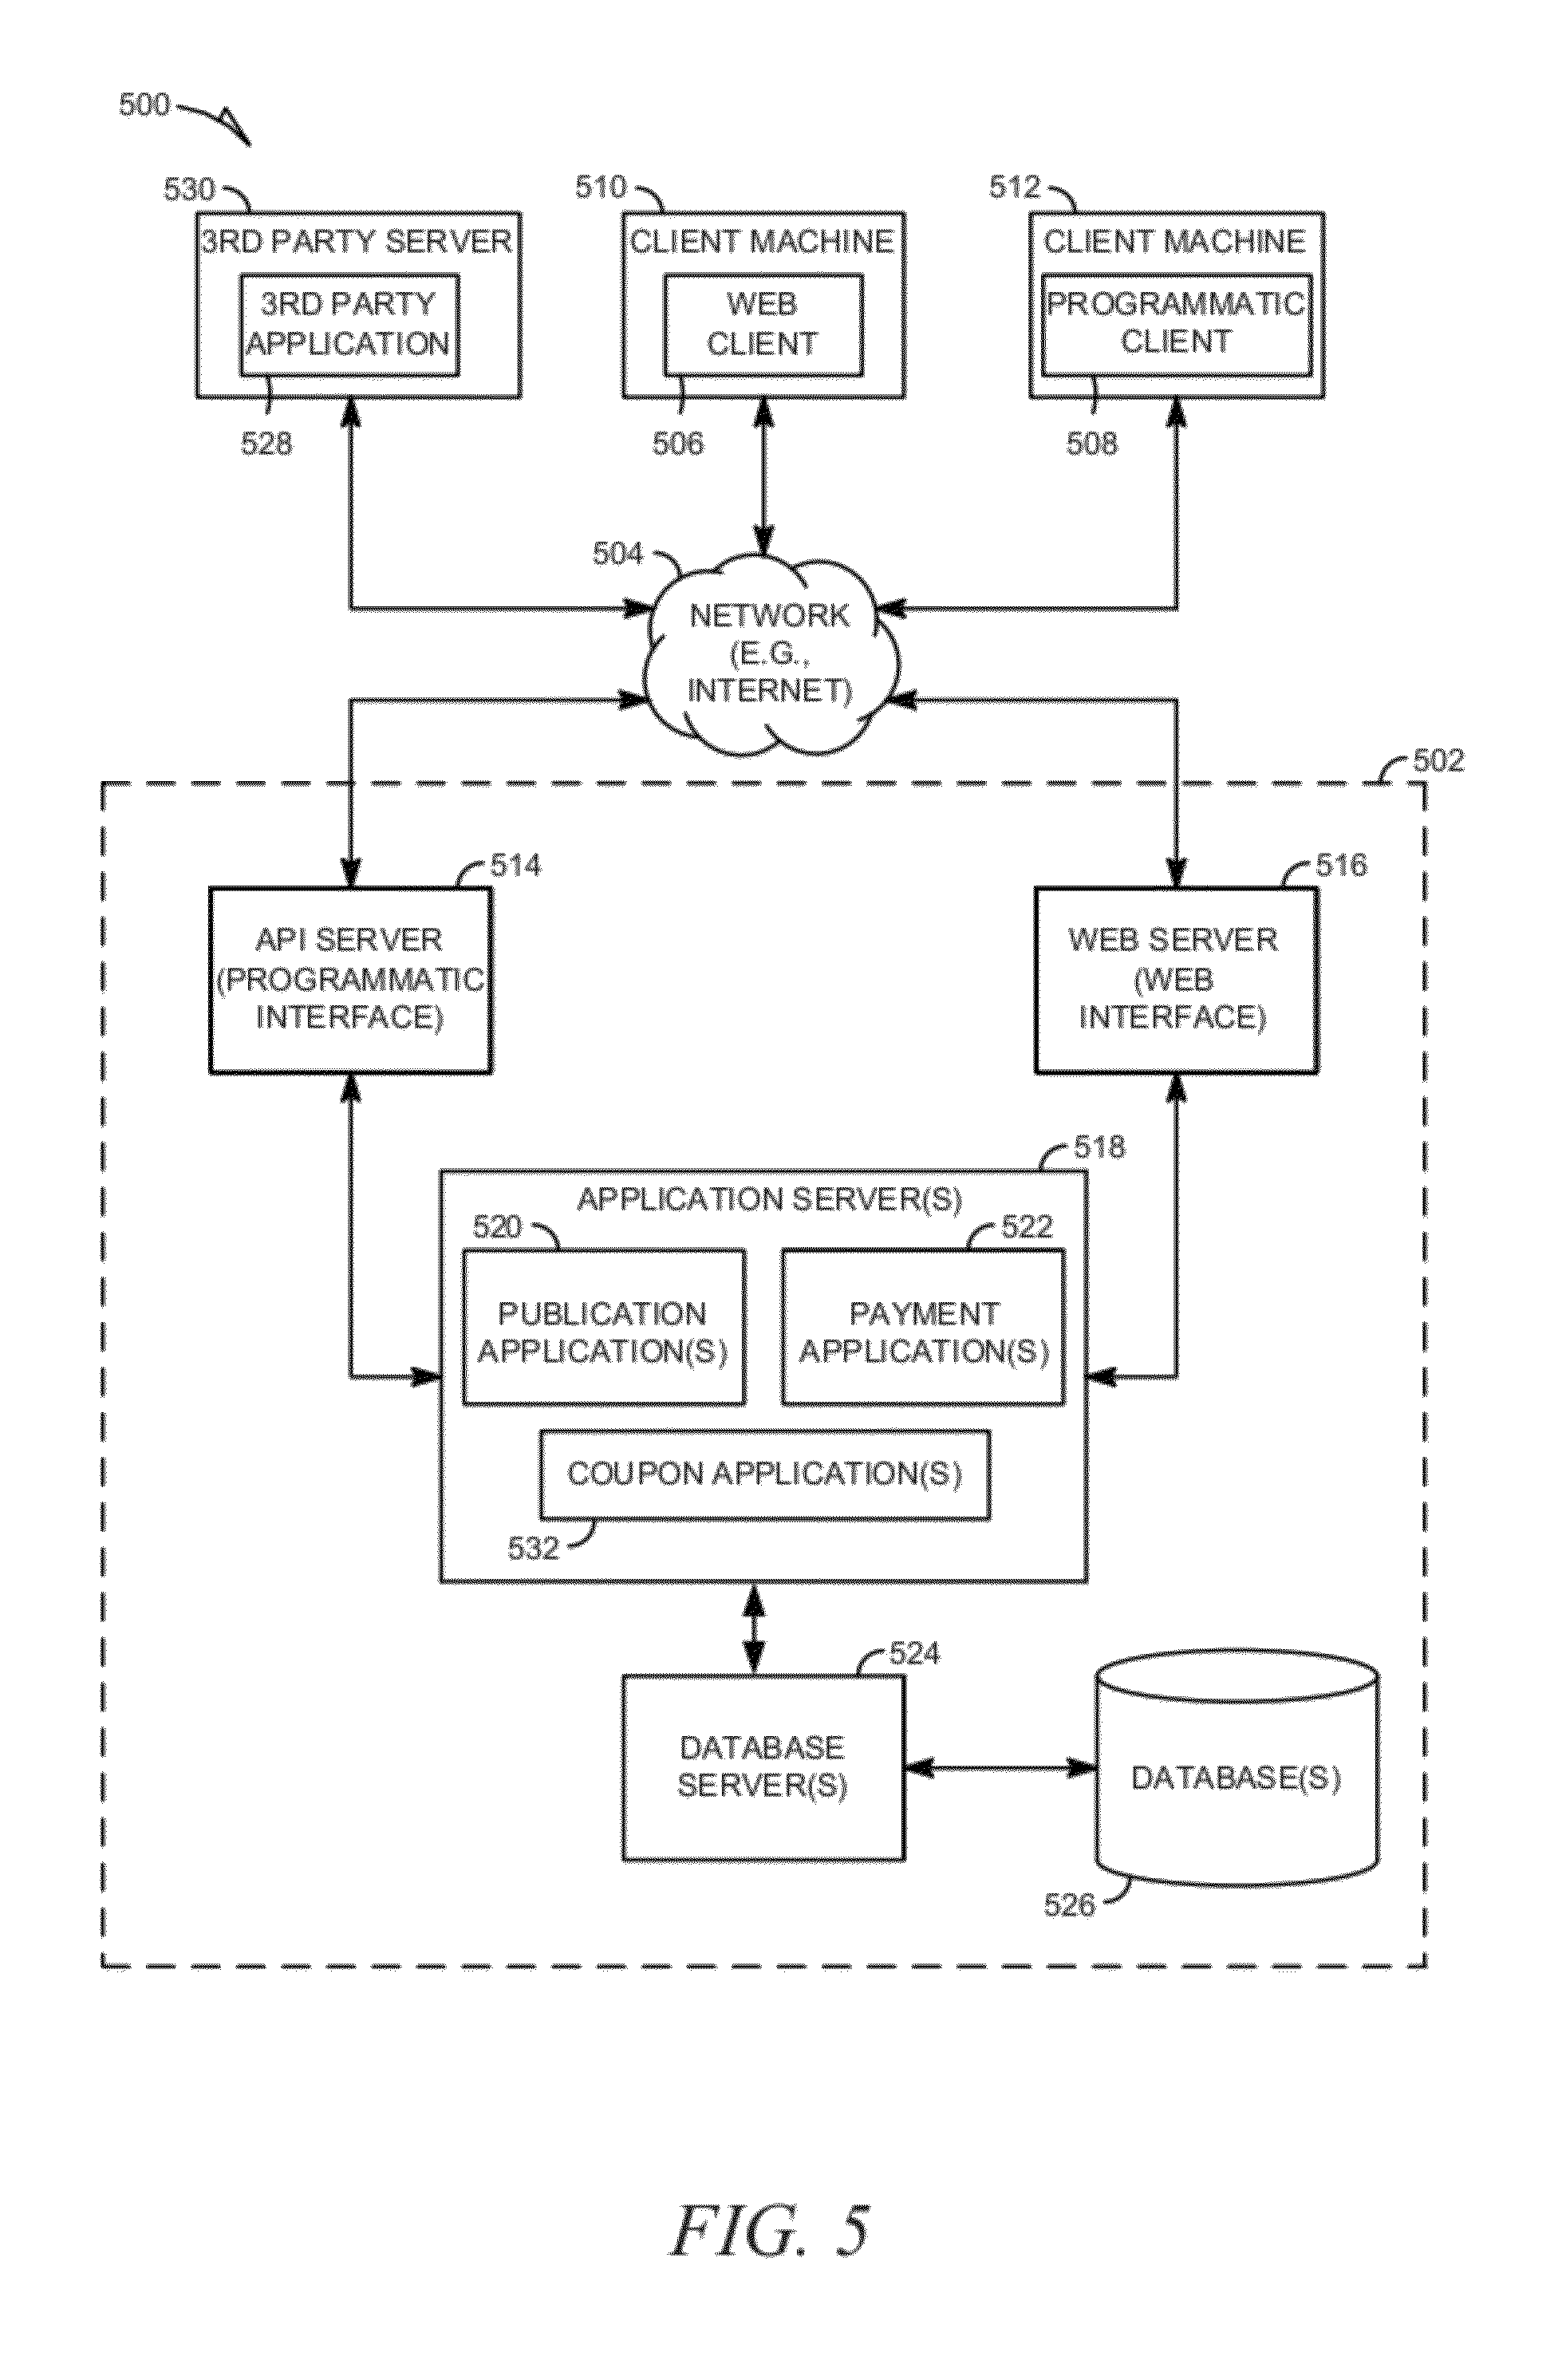 500
530
510
512
3RD PARTY SERVER
CLIENT MACHINE
CLIENT MACHINE
3RD PARTY
APPLICATION
WEB
CLIENT
PROGRAMMATIC
CLIENT
528
506
508
504
NETWORK
(E.G.,
INTERNET)
502
514
516
API SERVER
(PROGRAMMATIC
INTERFACE)
WEB SERVER
(WEB
INTERFACE)
518
APPLICATION SERVER(S)
520
522
PUBLICATION
APPLICATION(S)
PAYMENT
APPLICATION(S)
COUPON APPLICATION(S)
532
524
DATABASE
SERVER(S)
DATABASE(S)
526
FIG. 5